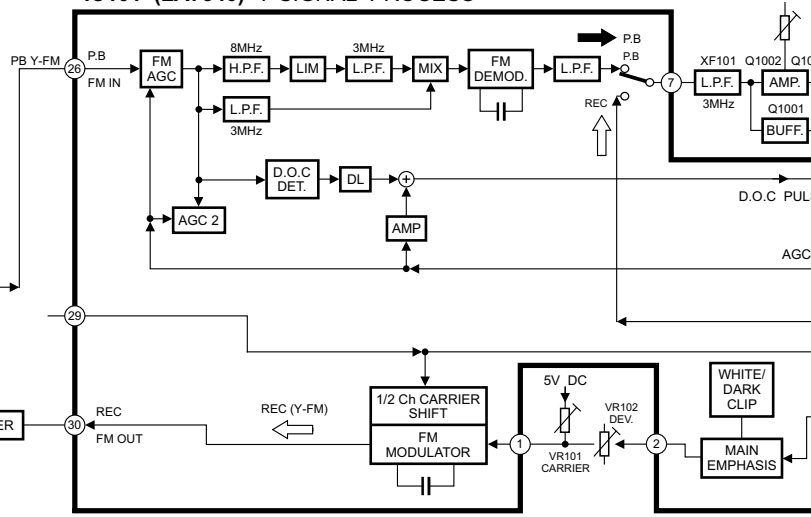 Y SIGNAL PROCESS
PB Y-FM
26
P.B
FM IN
FM
AGC
8MHz
H.P.F.
LIM
3MHz
L.P.F.
MIX
FM
DEMOD.
L.P.F.
P.B
P.B
REC
7
XF101
L.P.F.
3MHz
Q1002
AMP.
Q1001
BUFF.
L.P.F.
3MHz
D.O.C
DET.
DL
+
D.O.C PUL
AGC 2
AMP
AGC
29
1/2 Ch CARRIER
SHIFT
FM
MODULATOR
REC (Y-FM)
ER
30
REC
FM OUT
1
5V DC
VR101
CARRIER
VR102
DEV.
2
WHITE/
DARK
CLIP
MAIN
EMPHASIS